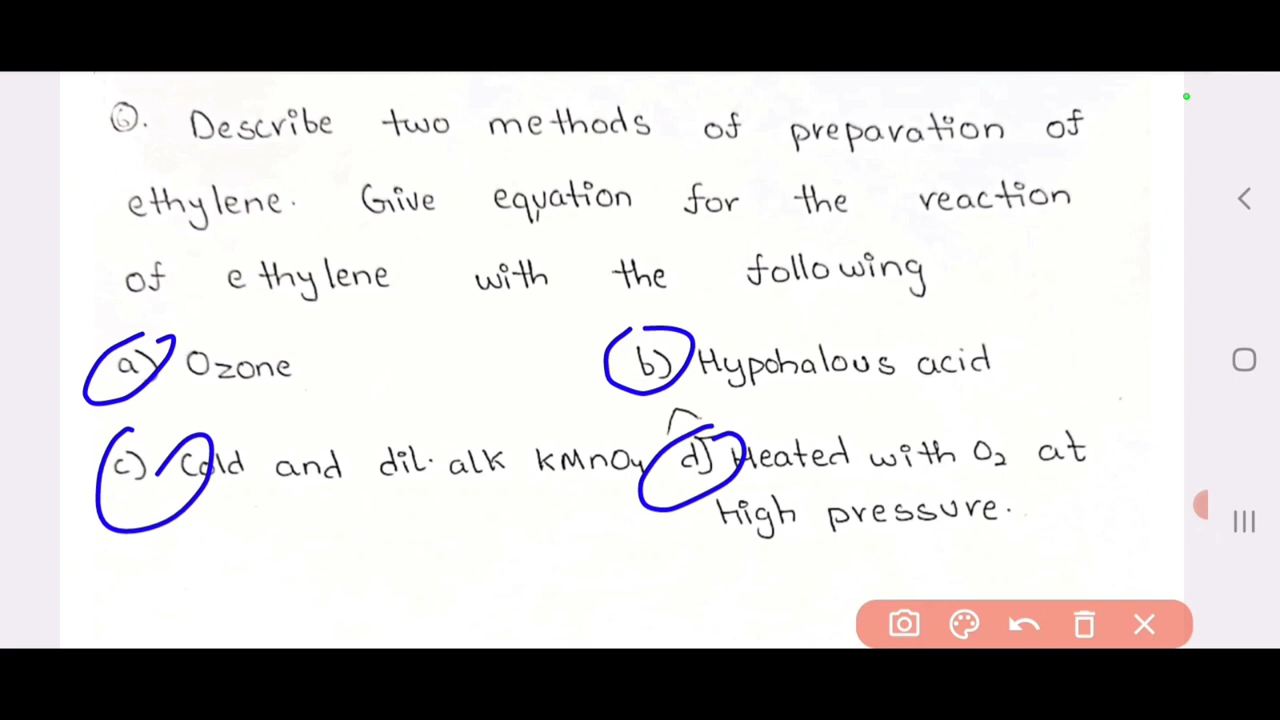 Q. Describe two methods of preparation of
ethylene. Give equation for the reaction
of ethylene with the following
a) Ozone b) Hypohalous acid
c) Cold and dil. alk KMnO4 d) Heated with O2 at
high pressure.